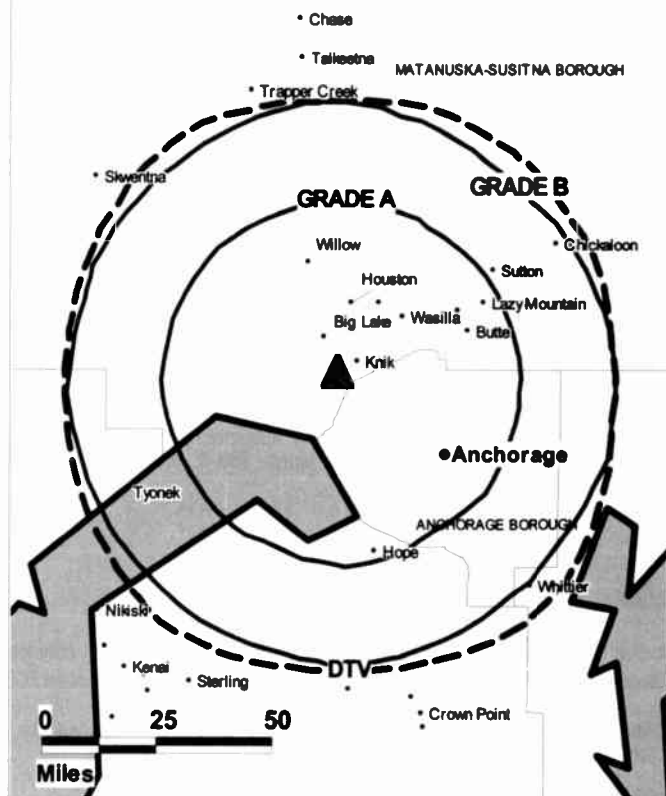 Chase
Talkeetna
MATANUSKA-SUSITNA BOROUGH
Trapper Creek
Skwentna
GRADE B
GRADE A
Willow
Chickaloon
Sutton
Houston
Lazy Mountain
Big Lake
Wasilla
Butte
Knik
Anchorage
Tyonek
ANCHORAGE BOROUGH
Hope
Whittier
Nikiski
DTV
Kenai
Sterling
Crown Point
0 25 50
Miles